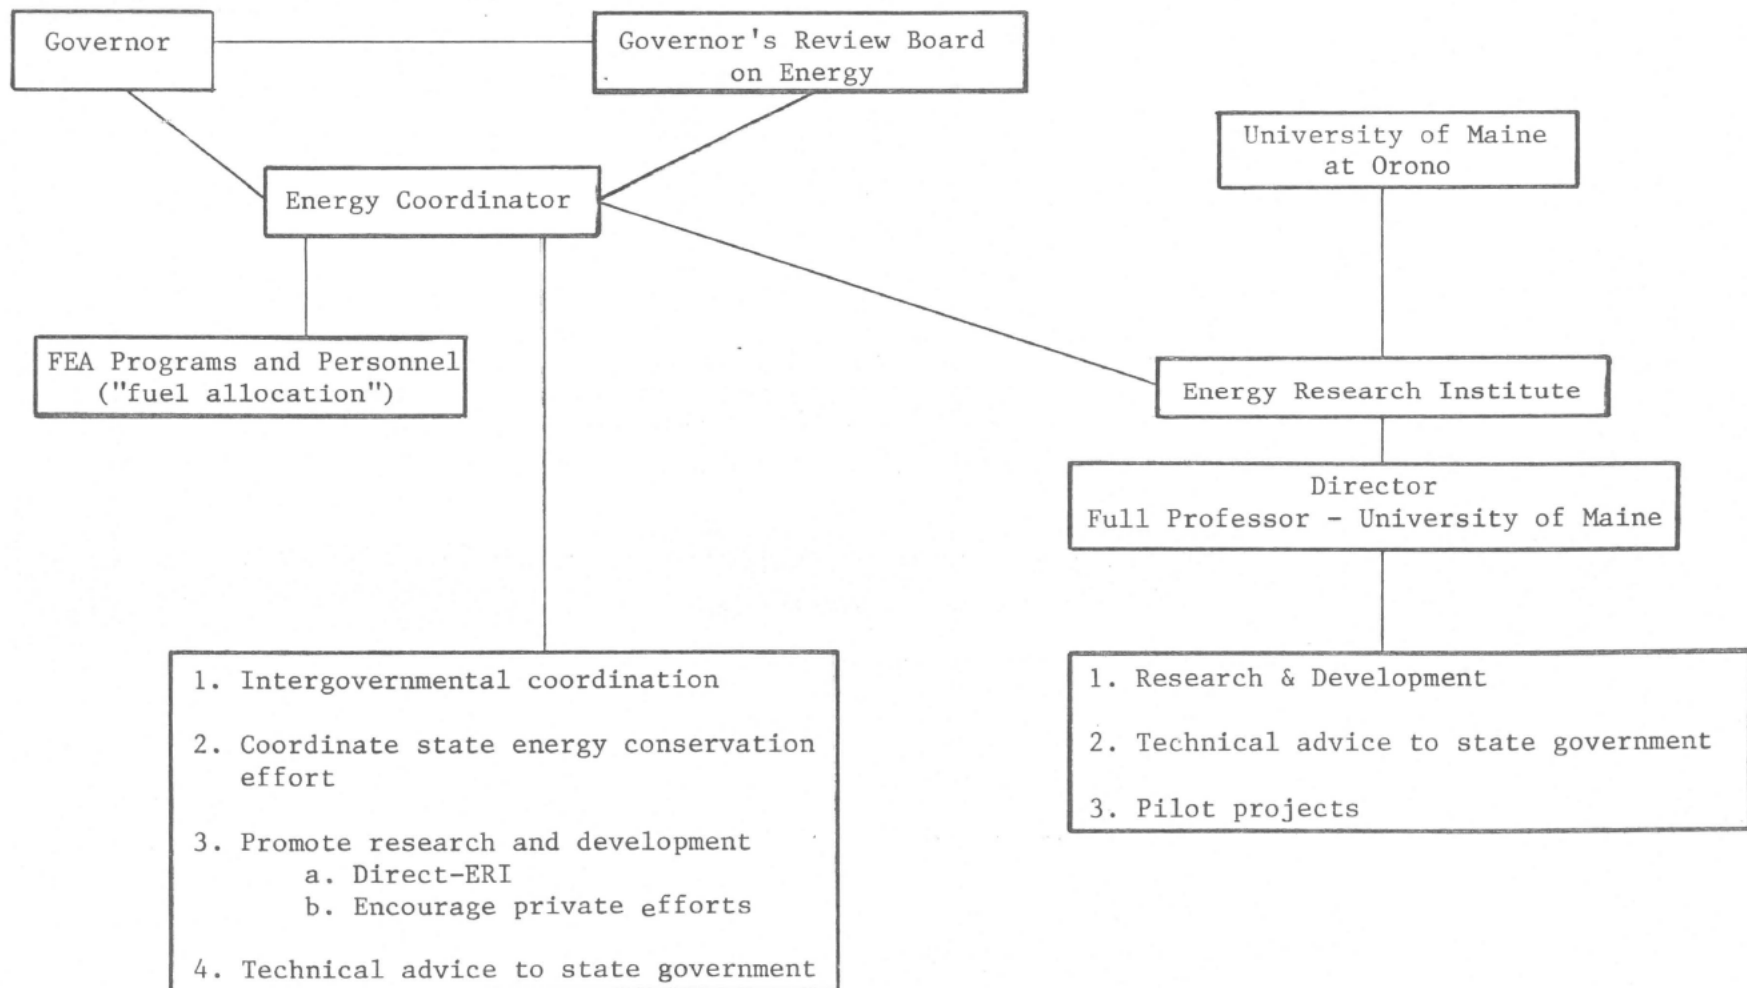 Governor
Governor's Review Board
on Energy
University of Maine
at Orono
Energy Coordinator
FEA Programs and Personnel
("fuel allocation")
Energy Research Institute
Director
Full Professor - University of Maine
1. Intergovernmental coordination
2. Coordinate state energy conservation
effort
3. Promote research and development
a. Direct-ERI
b. Encourage private efforts
4. Technical advice to state government
1. Research & Development
2. Technical advice to state government
3. Pilot projects